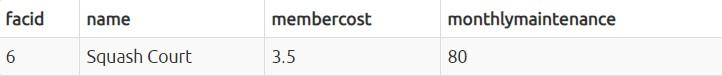 facid name membercost monthlymaintenance
6 Squash Court 3.5 80